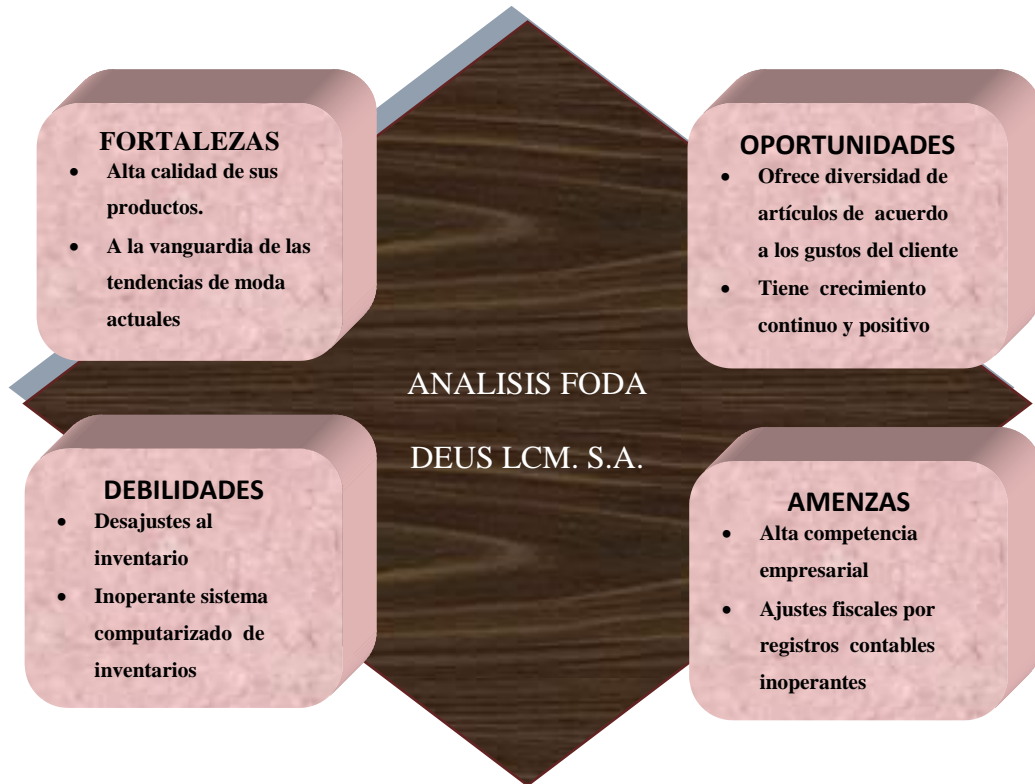 FORTALEZAS
• Alta calidad de sus
productos.
• A la vanguardia de las
tendencias de moda
actuales
OPORTUNIDADES
• Ofrece diversidad de
artículos de acuerdo
a los gustos del cliente
• Tiene crecimiento
continuo y positivo
ANALISIS FODA
DEUS LCM. S.A.
DEBILIDADES
• Desajustes al
inventario
• Inoperante sistema
computarizado de
inventarios
AMENZAS
• Alta competencia
empresarial
• Ajustes fiscales por
registros contables
inoperantes